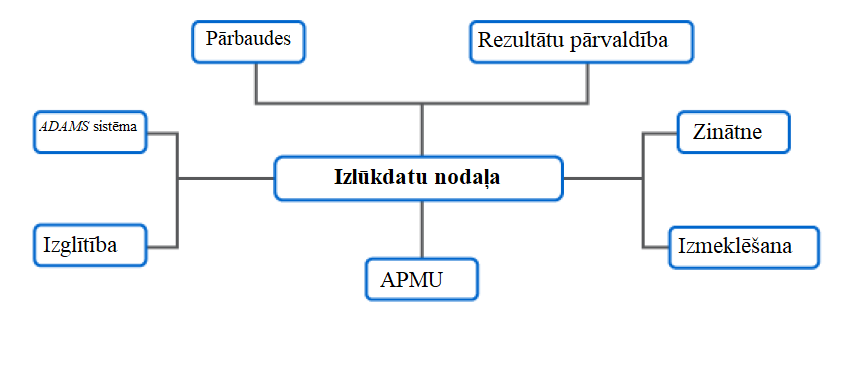 Pārbaudes
Rezultātu pārvaldība
ADAMS sistēma
Zinātne
Izlūkdatu nodaļa
Izglītība
Izmeklēšana
APMU